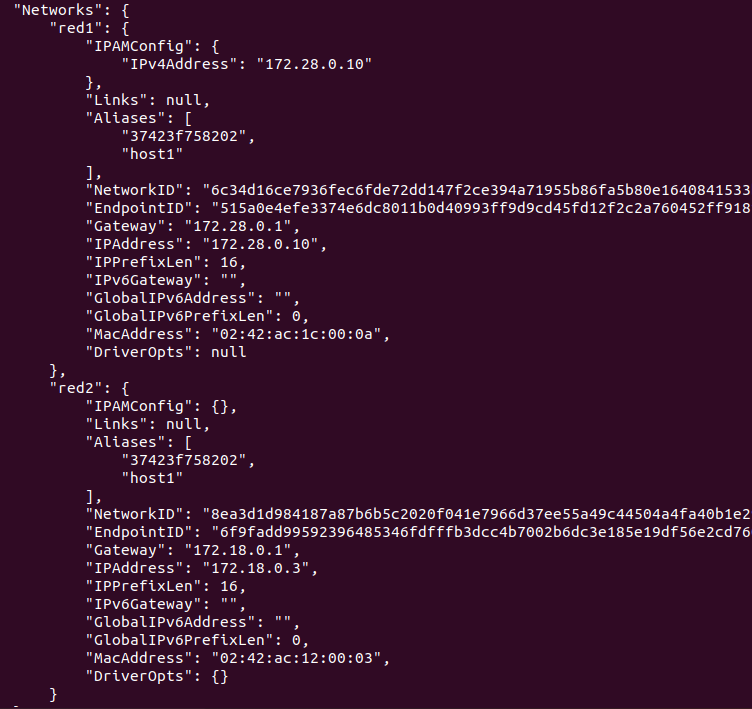 "Networks": {
"red1": {
"IPAMConfig": {
"IPv4Address": "172.28.0.10"
},
"Links": null,
"Aliases": [
"37423f758202",
"host1"
],
"NetworkID": "6c34d16ce7936fec6fde72dd147f2ce394a71955b86fa5b80e1640841533
"EndpointID": "515a0e4efe3374e6dc8011b0d40993ff9d9cd45fd12f2c2a760452ff918
"Gateway": "172.28.0.1",
"IPAddress": "172.28.0.10",
"IPPrefixLen": 16,
"IPv6Gateway": "",
"GlobalIPv6Address": "",
"GlobalIPv6PrefixLen": 0,
"MacAddress": "02:42:ac:1c:00:0a",
"DriverOpts": null
},
"red2": {
"IPAMConfig": {},
"Links": null,
"Aliases": [
"37423f758202",
"host1"
],
"NetworkID": "8ea3d1d984187a87b6b5c2020f041e7966d37ee55a49c44504a4fa40b1e2
"EndpointID": "6f9fadd99592396485346fdfffb3dcc4b7002b6dc3e185e19df56e2cd76
"Gateway": "172.18.0.1",
"IPAddress": "172.18.0.3",
"IPPrefixLen": 16,
"IPv6Gateway": "",
"GlobalIPv6Address": "",
"GlobalIPv6PrefixLen": 0,
"MacAddress": "02:42:ac:12:00:03",
"DriverOpts": {}
}